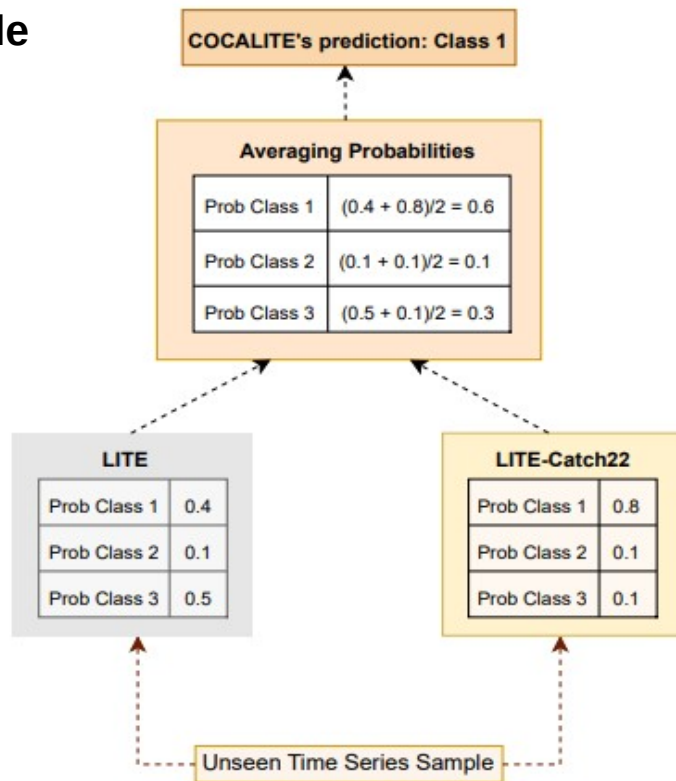 COCALITE's prediction: Class 1
Averaging Probabilities
Prob Class 1 (0.4 + 0.8)/2 = 0.6
Prob Class 2 (0.1 + 0.1)/2 = 0.1
Prob Class 3 (0.5 + 0.1)/2 = 0.3
LITE
Prob Class 1 0.4
Prob Class 2 0.1
Prob Class 3 0.5
LITE-Catch22
Prob Class 1 0.8
Prob Class 2 0.1
Prob Class 3 0.1
Unseen Time Series Sample